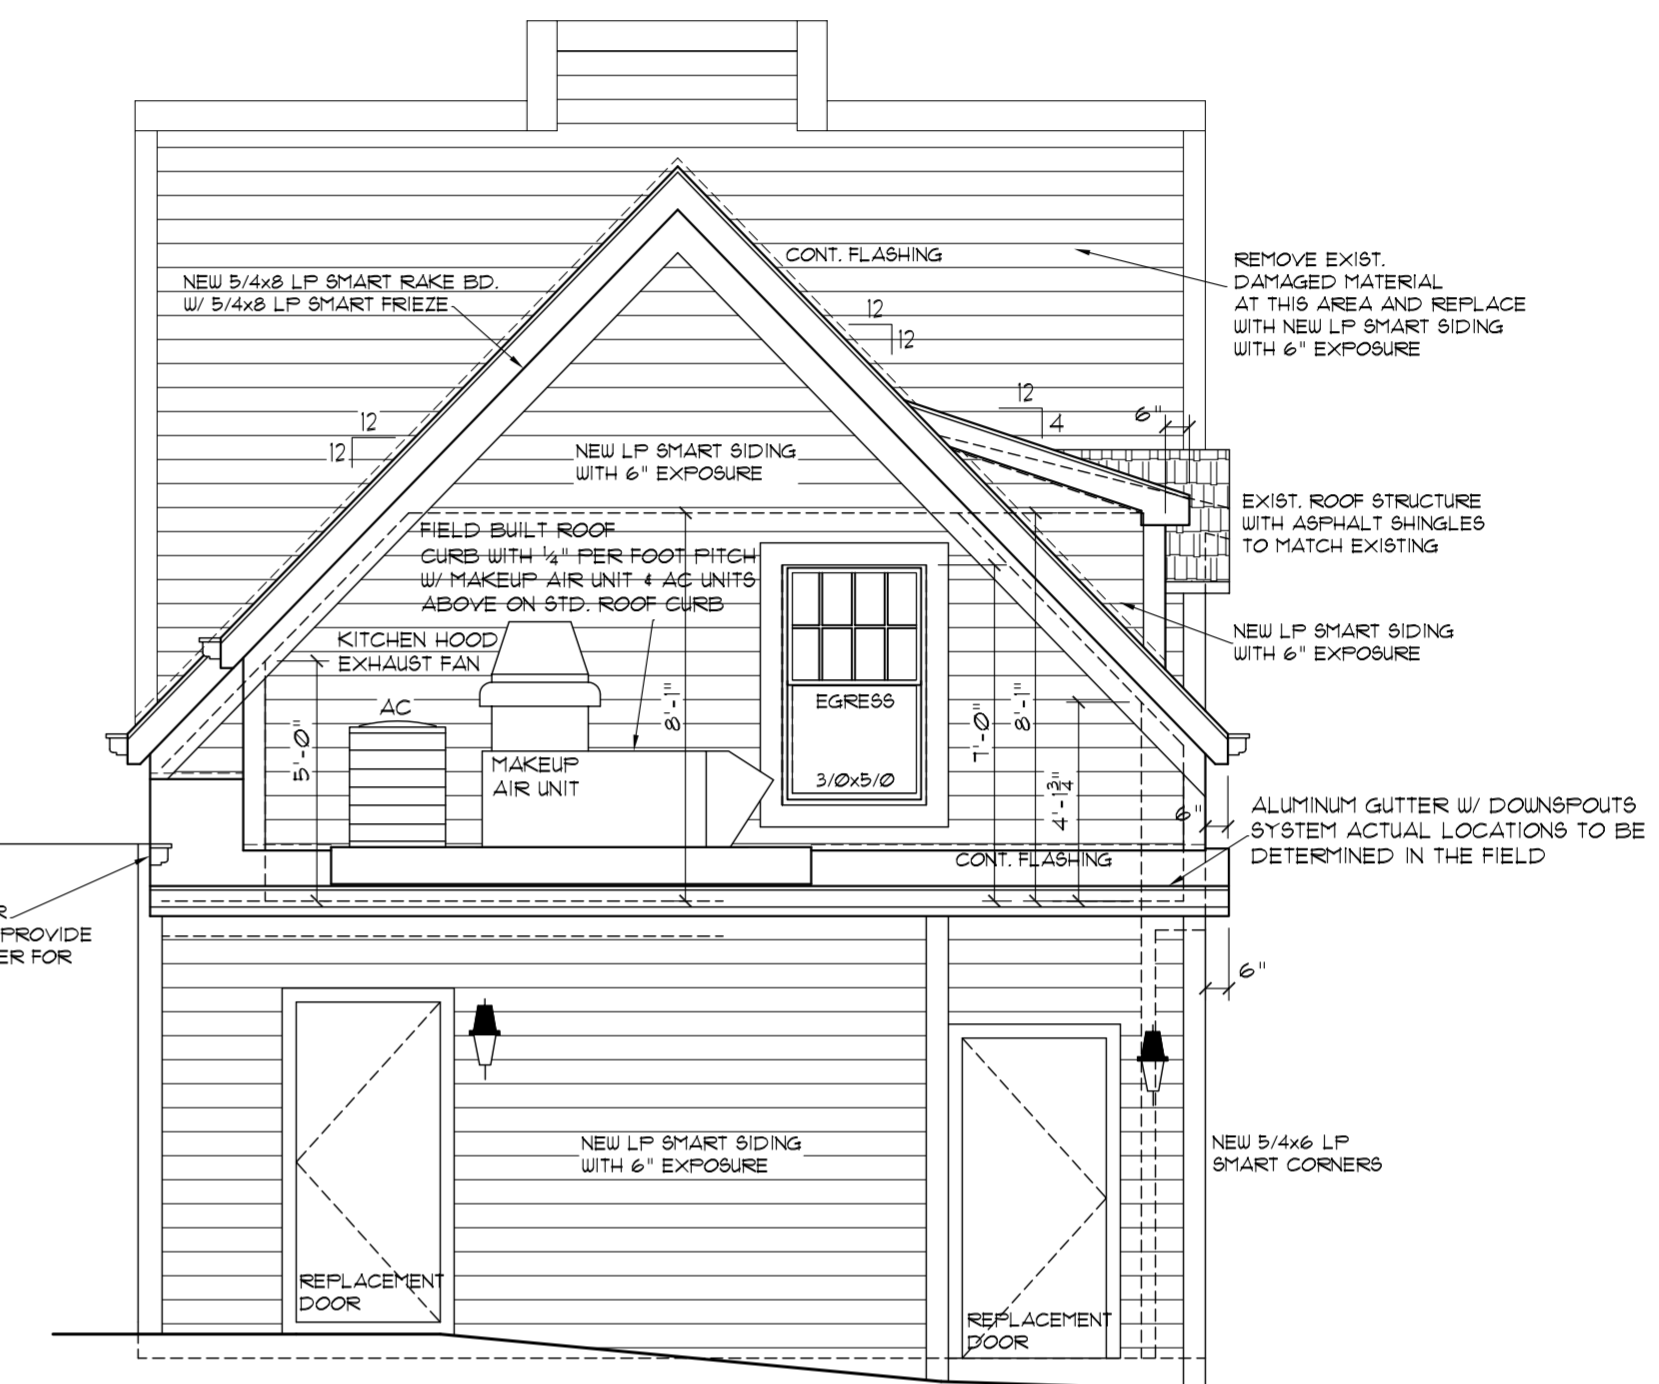 CONT. FLASHING
NEW 5/4x8 LP SMART RAKE BD.
W/ 5/4x8 LP SMART FRIEZE
REMOVE EXIST.
DAMAGED MATERIAL
AT THIS AREA AND REPLACE
WITH NEW LP SMART SIDING
WITH 6" EXPOSURE
12
12
12
4
6"
12
12
NEW LP SMART SIDING
WITH 6" EXPOSURE
EXIST. ROOF STRUCTURE
WITH ASPHALT SHINGLES
TO MATCH EXISTING
FIELD BUILT ROOF
CURB WITH 1/4" PER FOOT PITCH
W/ MAKEUP AIR UNIT & AC UNITS
ABOVE ON STD. ROOF CURB
KITCHEN HOOD
EXHAUST FAN
NEW LP SMART SIDING
WITH 6" EXPOSURE
AC
5'-0"
8'-1"
EGRESS
3/0x5/0
7'-0"
8'-1"
4'-1 3/4"
6"
MAKEUP
AIR UNIT
ALUMINUM GUTTER W/ DOWNSPOUTS
SYSTEM ACTUAL LOCATIONS TO BE
DETERMINED IN THE FIELD
CONT. FLASHING
R
PROVIDE
ER FOR
6"
NEW LP SMART SIDING
WITH 6" EXPOSURE
NEW 5/4x6 LP
SMART CORNERS
REPLACEMENT
DOOR
REPLACEMENT
DOOR